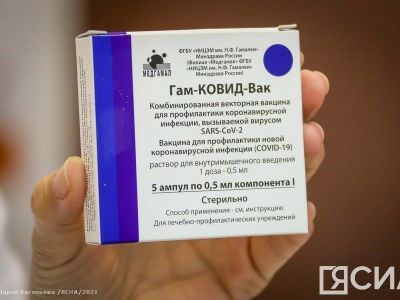 ФГБУ «НИЦЭМ им. Н.Ф. Гамалеи»
Минздрава России
(Филиал «Медгамал» ФГБУ
«НИЦЭМ им. Н.Ф. Гамалеи»
Минздрава России)
МЕДГАМАЛ
Гам-КОВИД-Вак
Комбинированная векторная вакцина
для профилактики коронавирусной
инфекции, вызываемой вирусом
SARS-CoV-2
Вакцина для профилактики новой
коронавирусной инфекции (COVID-19)
раствор для внутримышечного введения
1 доза - 0,5 мл
5 ампул по 0,5 мл компонента I
Стерильно
Способ применения - см. инструкцию
Для лечебно-профилактических учреждений
Васильева /ЯСИА/2021
ЯСИА